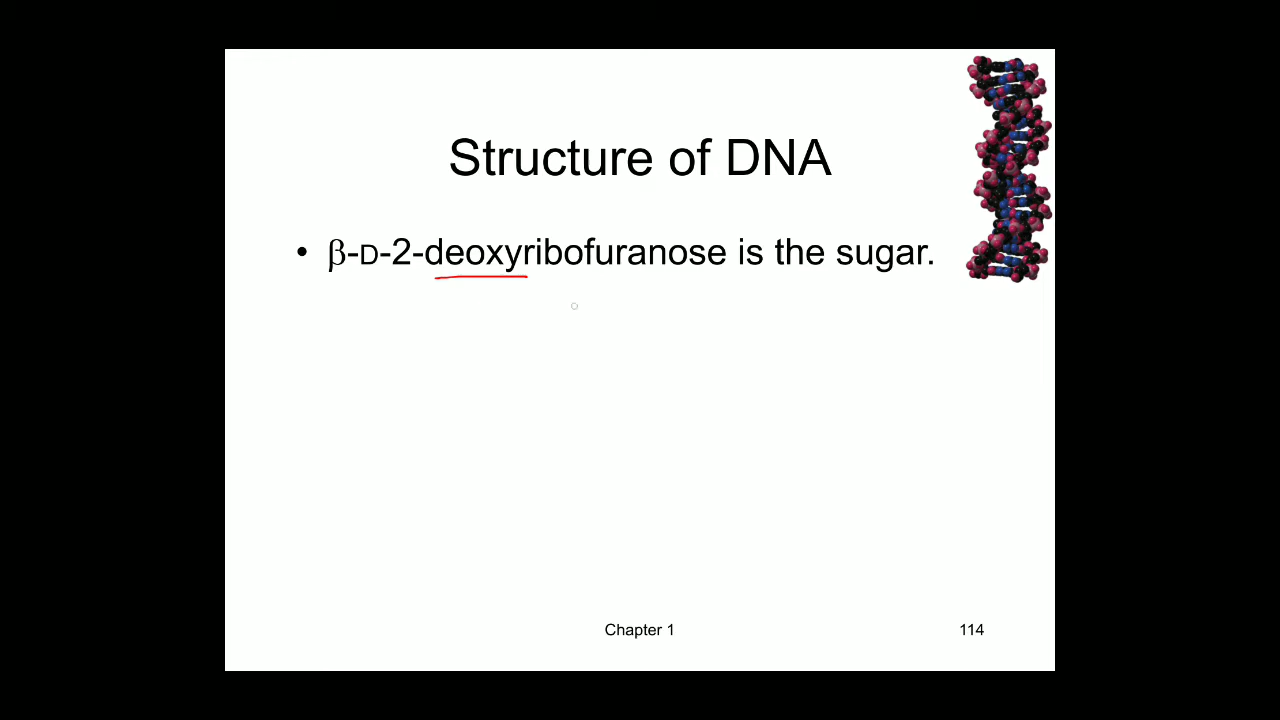 Structure of DNA
• β-D-2-deoxyribofuranose is the sugar.
Chapter 1
114